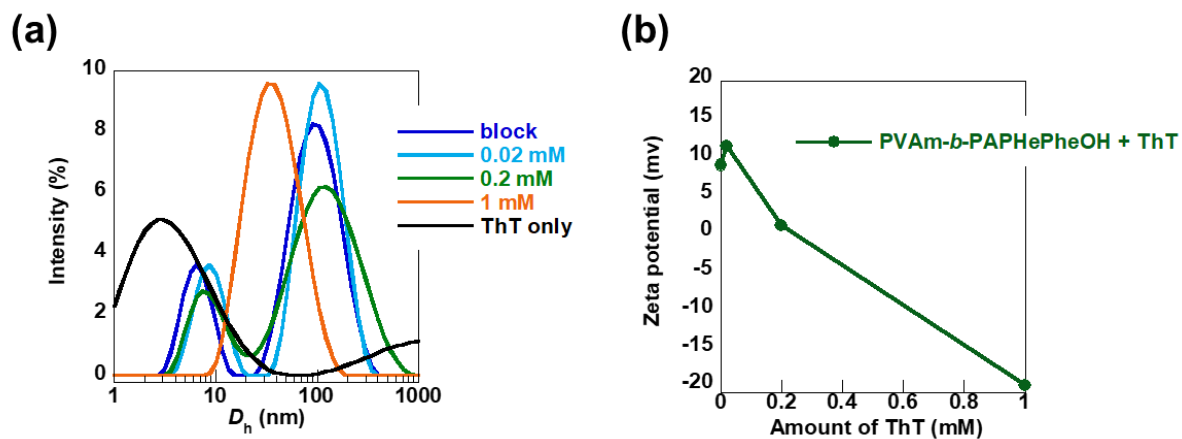 (a)
10
8
6
4
2
0
Intensity (%)
1
10
100
1000
Dh (nm)
block
0.02 mM
0.2 mM
1 mM
ThT only
(b)
20
15
10
5
0
-5
-10
-15
-20
Zeta potential (mv)
0
0.2
0.4
0.6
0.8
1
Amount of ThT (mM)
PVAm-b-PAPHePheOH + ThT